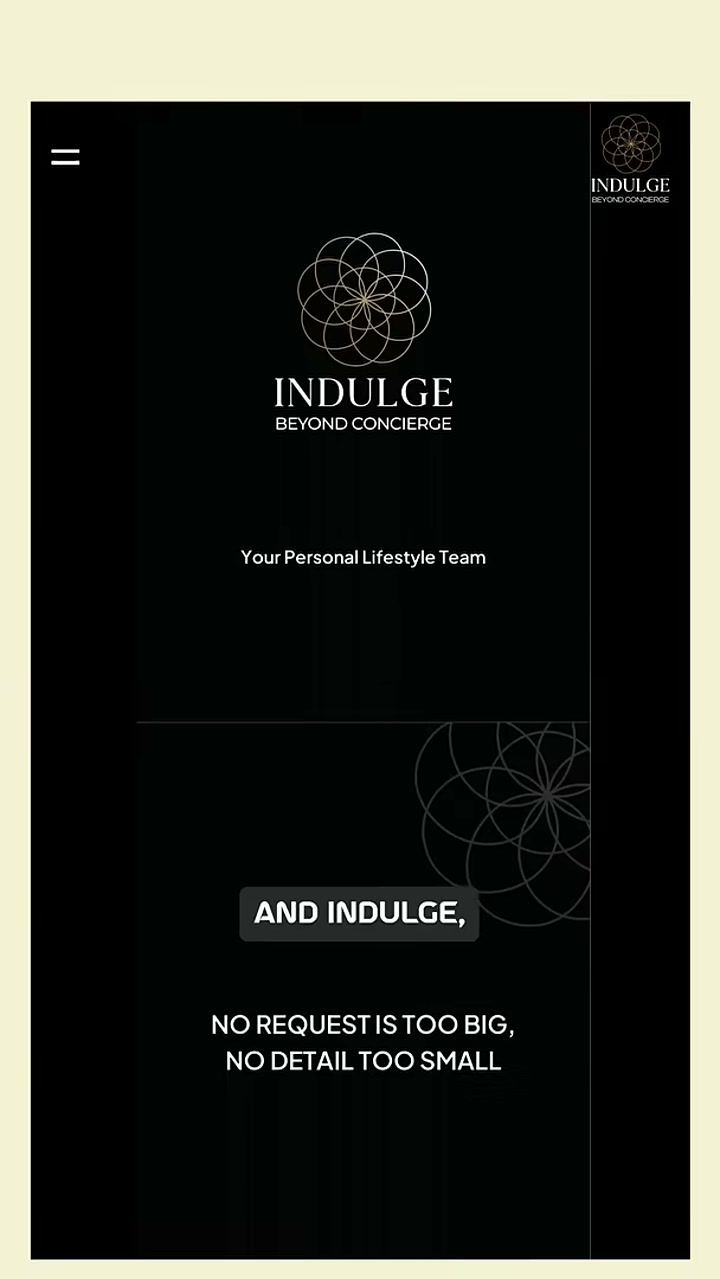 INDULGE
BEYOND CONCIERGE
INDULGE
BEYOND CONCIERGE
Your Personal Lifestyle Team
AND INDULGE,
NO REQUEST IS TOO BIG,
NO DETAIL TOO SMALL